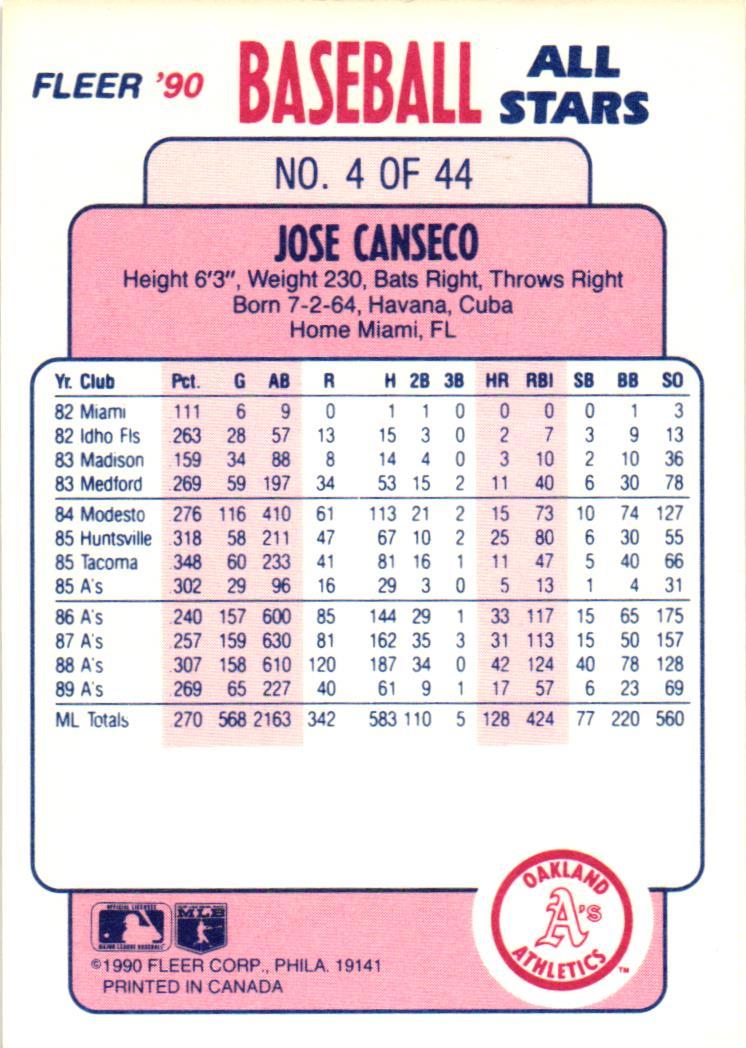 FLEER '90 BASEBALL ALL STARS
NO. 4 OF 44
JOSE CANSECO
Height 6'3", Weight 230, Bats Right, Throws Right
Born 7-2-64, Havana, Cuba
Home Miami, FL
Yr. Club Pct. G AB R H 2B 3B HR RBI SB BB SO
82 Miami .111 6 9 0 1 1 0 0 0 0 1 3
82 Idho Fls .263 28 57 13 15 3 0 2 7 3 9 13
83 Madison .159 34 88 8 14 4 0 3 10 2 10 36
83 Medford .269 59 197 34 53 15 2 11 40 6 30 78
84 Modesto .276 116 410 61 113 21 2 15 73 10 74 127
85 Huntsville .318 58 211 47 67 10 2 25 80 6 30 55
85 Tacoma .348 60 233 41 81 16 1 11 47 5 40 66
85 A's .302 29 96 16 29 3 0 5 13 1 4 31
86 A's .240 157 600 85 144 29 1 33 117 15 65 175
87 A's .257 159 630 81 162 35 3 31 113 15 50 157
88 A's .307 158 610 120 187 34 0 42 124 40 78 128
89 A's .269 65 227 40 61 9 1 17 57 6 23 69
ML Totals .270 568 2163 342 583 110 5 128 424 77 220 560
OAKLAND
A's
ATHLETICS
™
OFFICIAL LICENSEE
MAJOR LEAGUE BASEBALL
©1990 FLEER CORP., PHILA. 19141
PRINTED IN CANADA